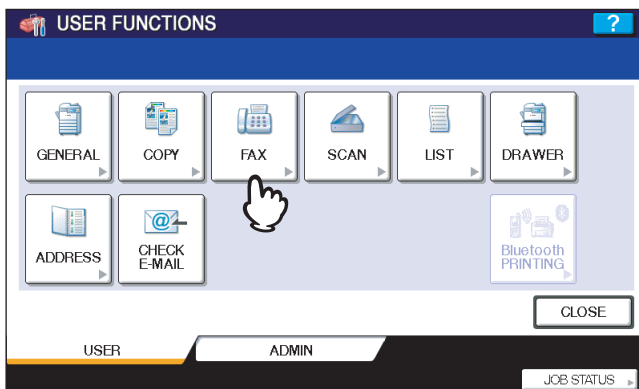 USER FUNCTIONS
?
GENERAL
COPY
FAX
SCAN
LIST
DRAWER
ADDRESS
CHECK
E-MAIL
Bluetooth
PRINTING
CLOSE
USER
ADMIN
JOB STATUS